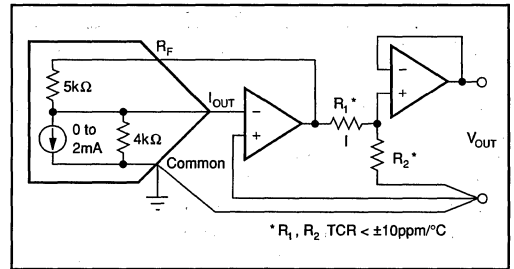 R_F
5kΩ
I_OUT
0 to
2mA
4kΩ
Common
−
+
R_1*
I
−
+
R_2*
V_OUT
*R_1, R_2 TCR < ±10ppm/°C